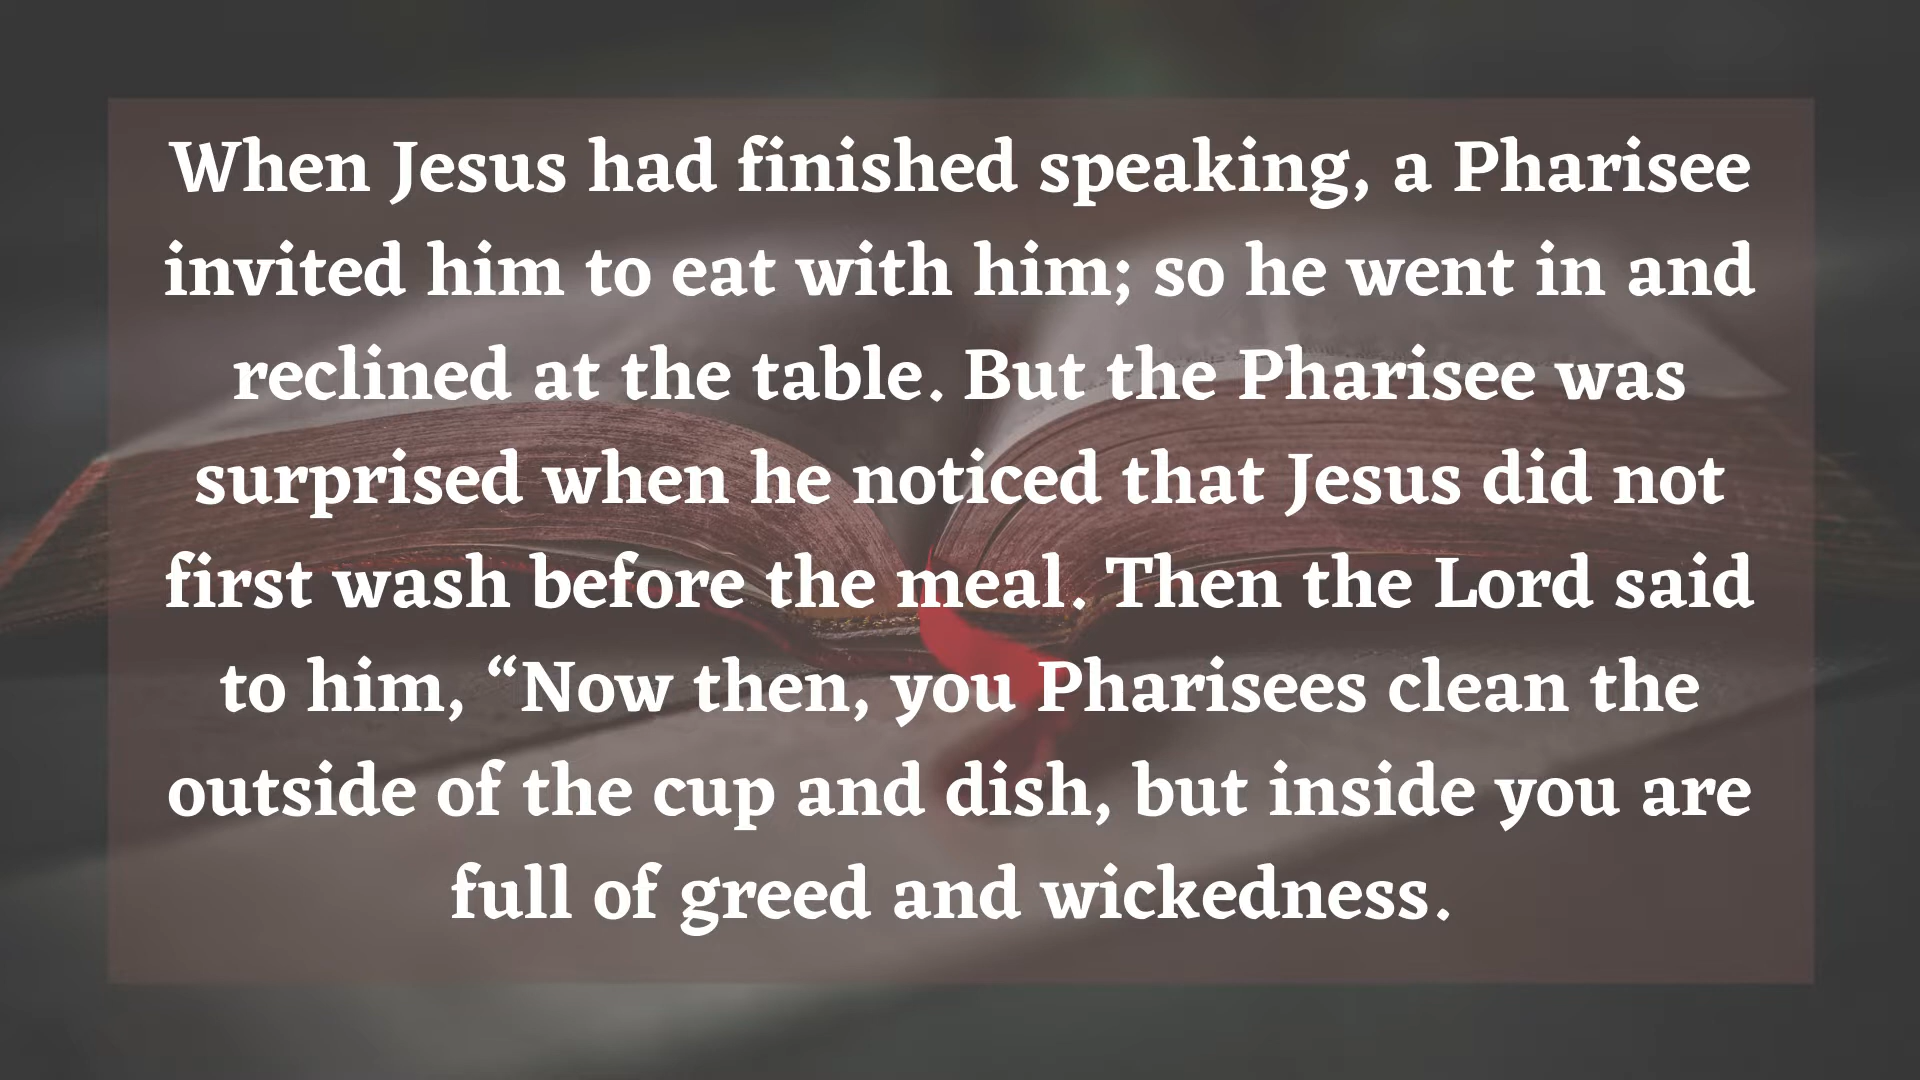 When Jesus had finished speaking, a Pharisee
invited him to eat with him; so he went in and
reclined at the table. But the Pharisee was
surprised when he noticed that Jesus did not
first wash before the meal. Then the Lord said
to him, “Now then, you Pharisees clean the
outside of the cup and dish, but inside you are
full of greed and wickedness.